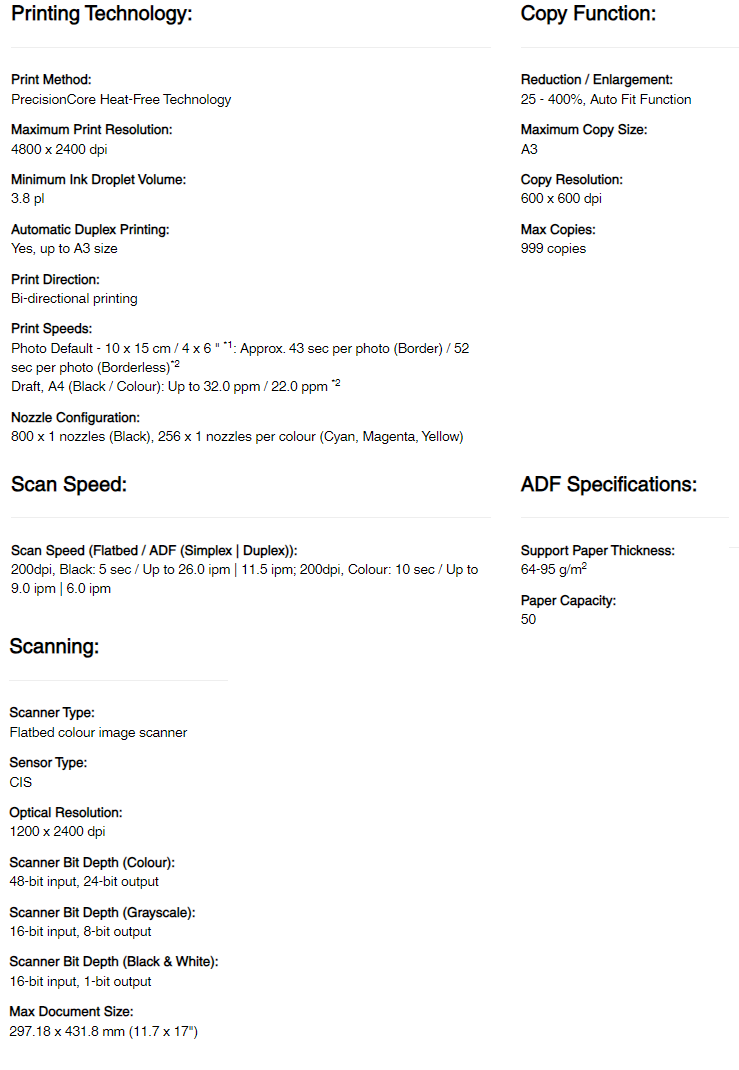 Printing Technology:
Print Method:
PrecisionCore Heat-Free Technology
Maximum Print Resolution:
4800 x 2400 dpi
Minimum Ink Droplet Volume:
3.8 pl
Automatic Duplex Printing:
Yes, up to A3 size
Print Direction:
Bi-directional printing
Print Speeds:
Photo Default - 10 x 15 cm / 4 x 6 " *1: Approx. 43 sec per photo (Border) / 52
sec per photo (Borderless)*2
Draft, A4 (Black / Colour): Up to 32.0 ppm / 22.0 ppm *2
Nozzle Configuration:
800 x 1 nozzles (Black), 256 x 1 nozzles per colour (Cyan, Magenta, Yellow)
Copy Function:
Reduction / Enlargement:
25 - 400%, Auto Fit Function
Maximum Copy Size:
A3
Copy Resolution:
600 x 600 dpi
Max Copies:
999 copies
Scan Speed:
Scan Speed (Flatbed / ADF (Simplex | Duplex)):
200dpi, Black: 5 sec / Up to 26.0 ipm | 11.5 ipm; 200dpi, Colour: 10 sec / Up to
9.0 ipm | 6.0 ipm
ADF Specifications:
Support Paper Thickness:
64-95 g/m²
Paper Capacity:
50
Scanning:
Scanner Type:
Flatbed colour image scanner
Sensor Type:
CIS
Optical Resolution:
1200 x 2400 dpi
Scanner Bit Depth (Colour):
48-bit input, 24-bit output
Scanner Bit Depth (Grayscale):
16-bit input, 8-bit output
Scanner Bit Depth (Black & White):
16-bit input, 1-bit output
Max Document Size:
297.18 x 431.8 mm (11.7 x 17")